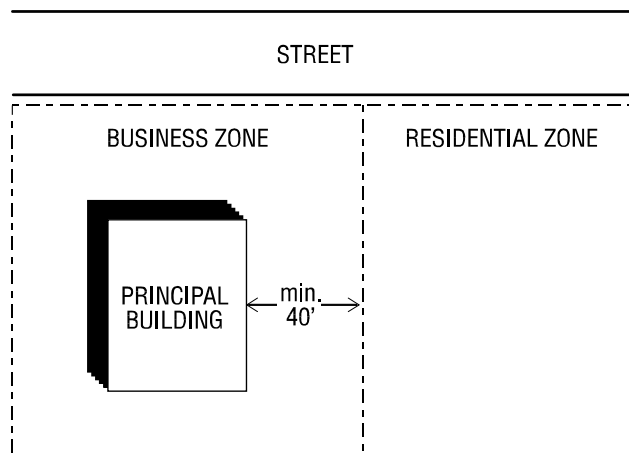 STREET
BUSINESS ZONE
RESIDENTIAL ZONE
PRINCIPAL
BUILDING
min.
40'